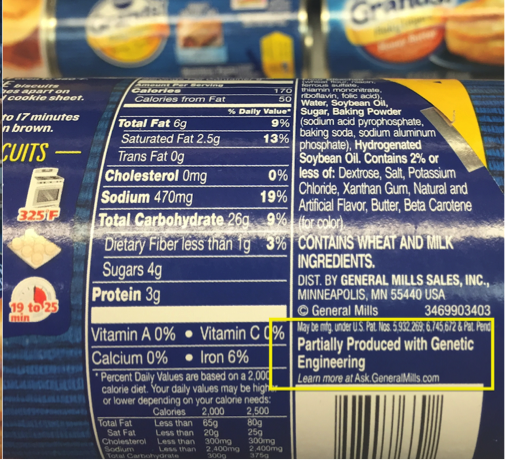 Grands!
biscuits
es apart on
cookie sheet.
to 17 minutes
n brown.
CUITS
325°F
19 to 25
min
Amount Per Serving
Calories 170
Calories from Fat 50
% Daily Value*
Total Fat 6g 9%
Saturated Fat 2.5g 13%
Trans Fat 0g
Cholesterol 0mg 0%
Sodium 470mg 19%
Total Carbohydrate 26g 9%
Dietary Fiber less than 1g 3%
Sugars 4g
Protein 3g
Vitamin A 0% • Vitamin C 0%
Calcium 0% • Iron 6%
* Percent Daily Values are based on a 2,000
calorie diet. Your daily values may be higher
or lower depending on your calorie needs:
Calories 2,000 2,500
Total Fat Less than 65g 80g
Sat Fat Less than 20g 25g
Cholesterol Less than 300mg 300mg
Sodium Less than 2,400mg 2,400mg
Total Carbohydrate 300g 375g
ferrous sulfate,
thiamin mononitrate,
riboflavin, folic acid),
Water, Soybean Oil,
Sugar, Baking Powder
(sodium acid pyrophosphate,
baking soda, sodium aluminum
phosphate), Hydrogenated
Soybean Oil. Contains 2% or
less of: Dextrose, Salt, Potassium
Chloride, Xanthan Gum, Natural and
Artificial Flavor, Butter, Beta Carotene
(for color).
CONTAINS WHEAT AND MILK
INGREDIENTS.
DIST. BY GENERAL MILLS SALES, INC.,
MINNEAPOLIS, MN 55440 USA
© General Mills 3469903403
May be mfg. under U.S. Pat. Nos. 5,932,269; 6,745,672 & Pat. Pend
Partially Produced with Genetic
Engineering
Learn more at Ask.GeneralMills.com